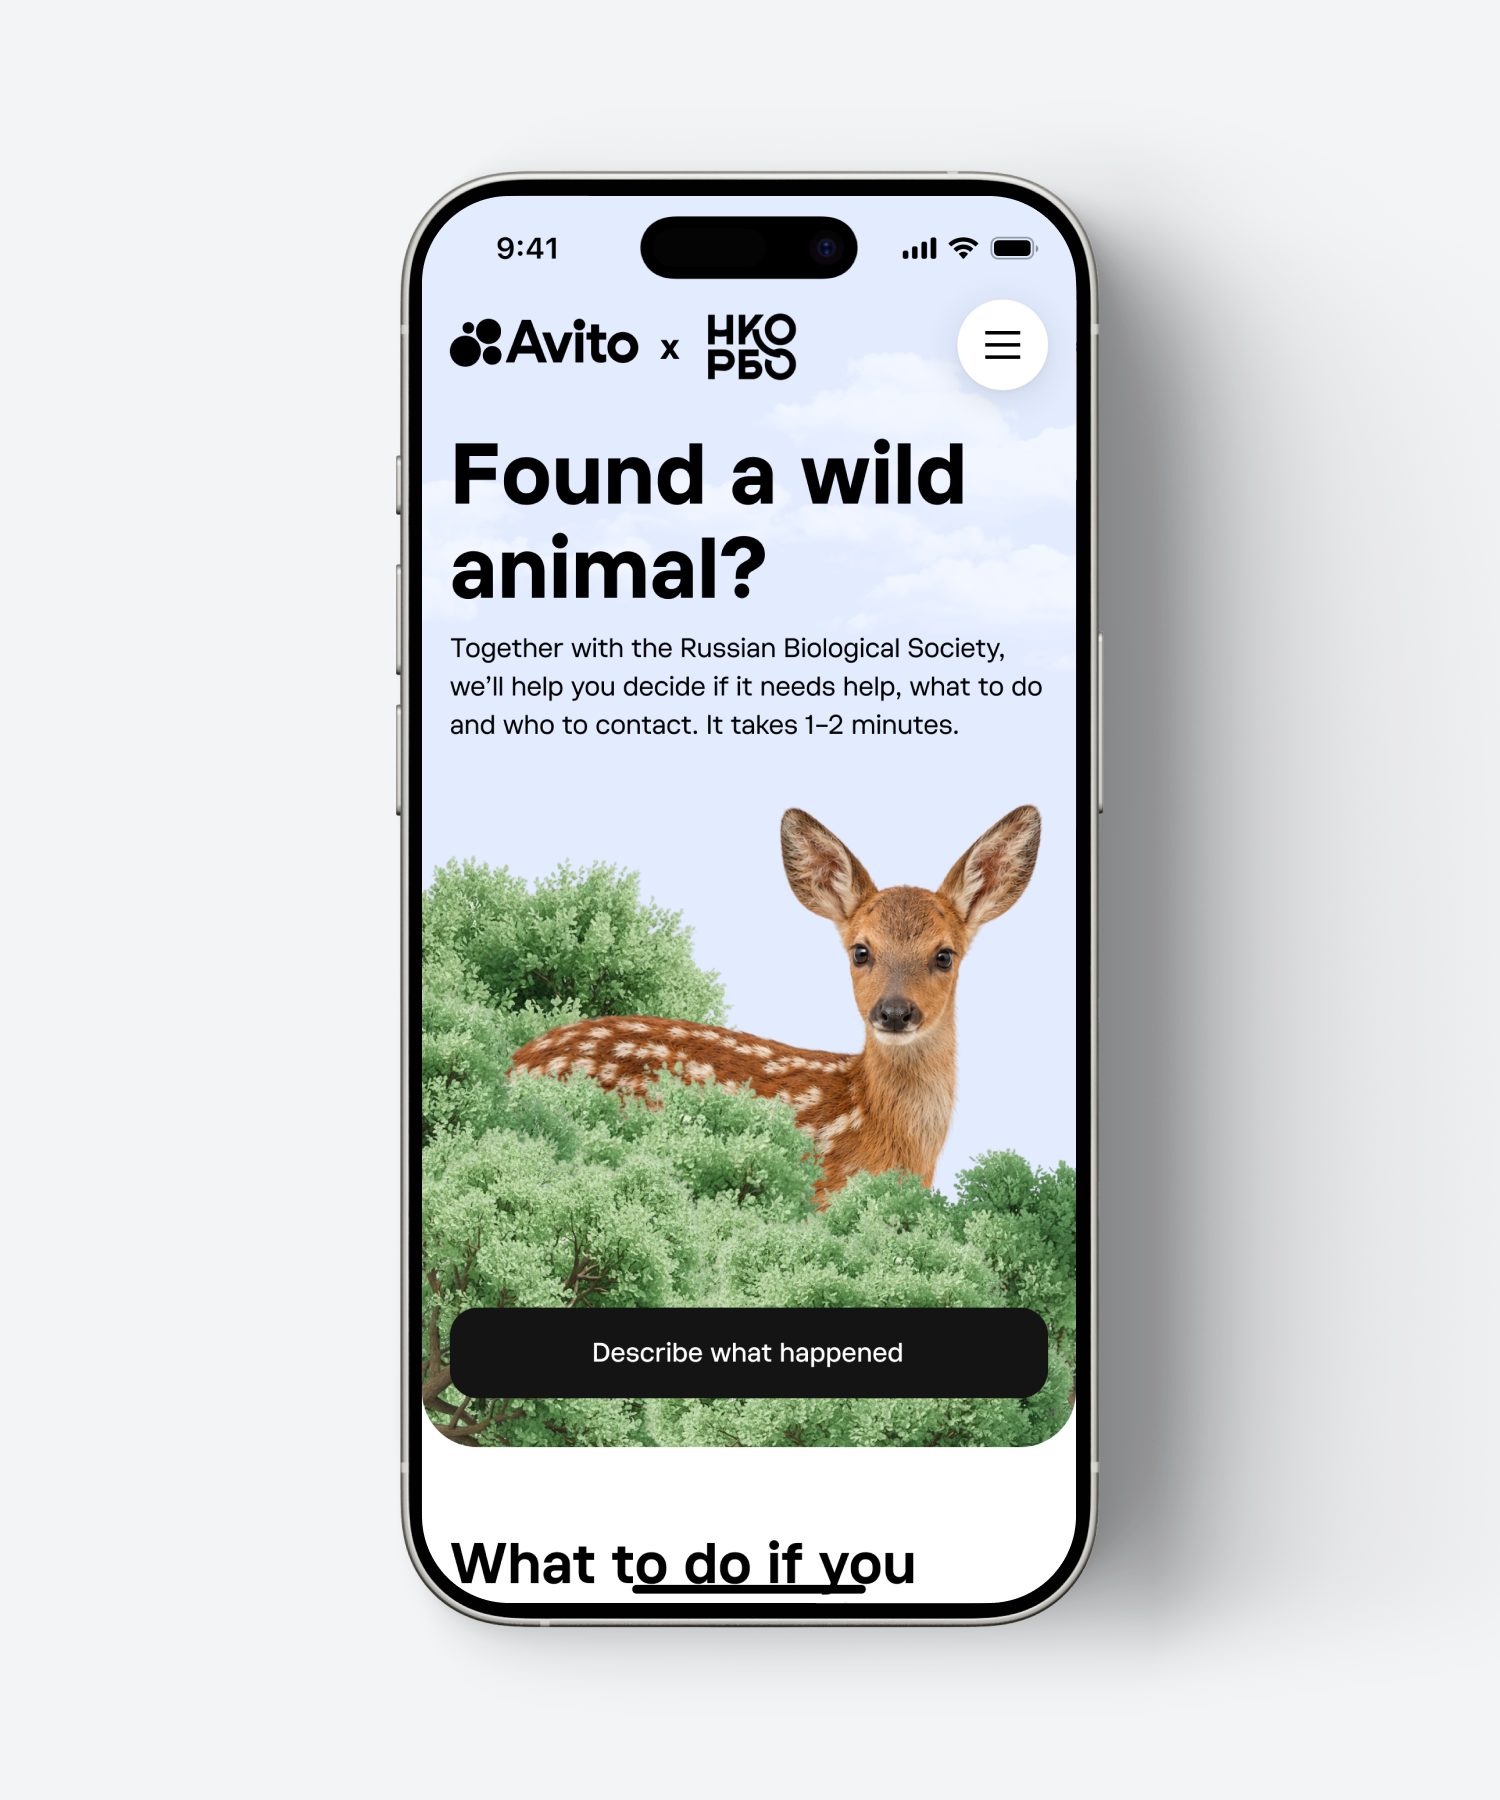 9:41
Avito x НКО РБО
Found a wild
animal?
Together with the Russian Biological Society,
we’ll help you decide if it needs help, what to do
and who to contact. It takes 1–2 minutes.
Describe what happened
What to do if you